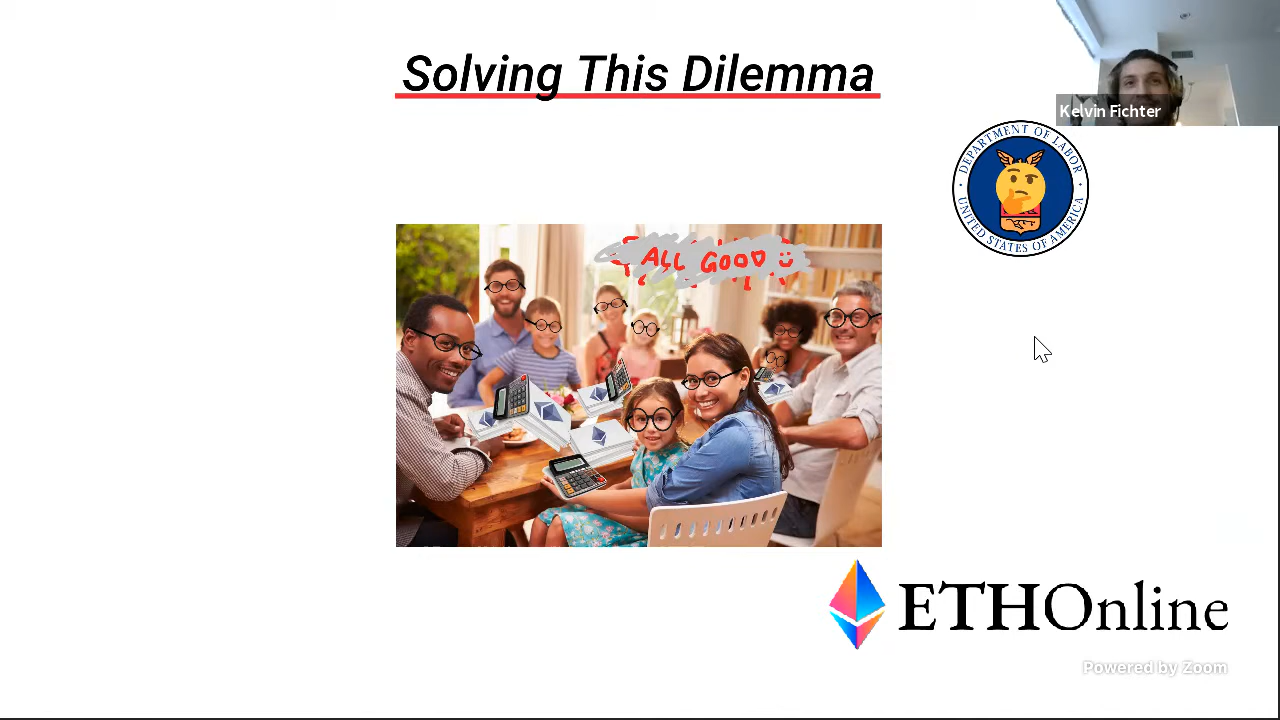 Solving This Dilemma
Kelvin Fichter
DEPARTMENT OF LABOR
UNITED STATES OF AMERICA
ALL GOOD
ETHOnline
Powered by Zoom